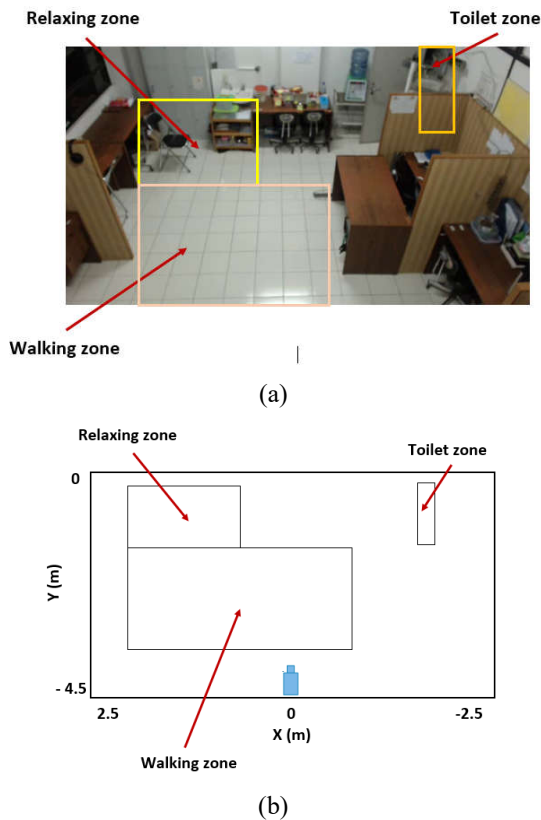 Relaxing zone
Toilet zone
Walking zone
(a)
Relaxing zone
Toilet zone
0
Y (m)
- 4.5
2.5 0 -2.5
X (m)
Walking zone
(b)